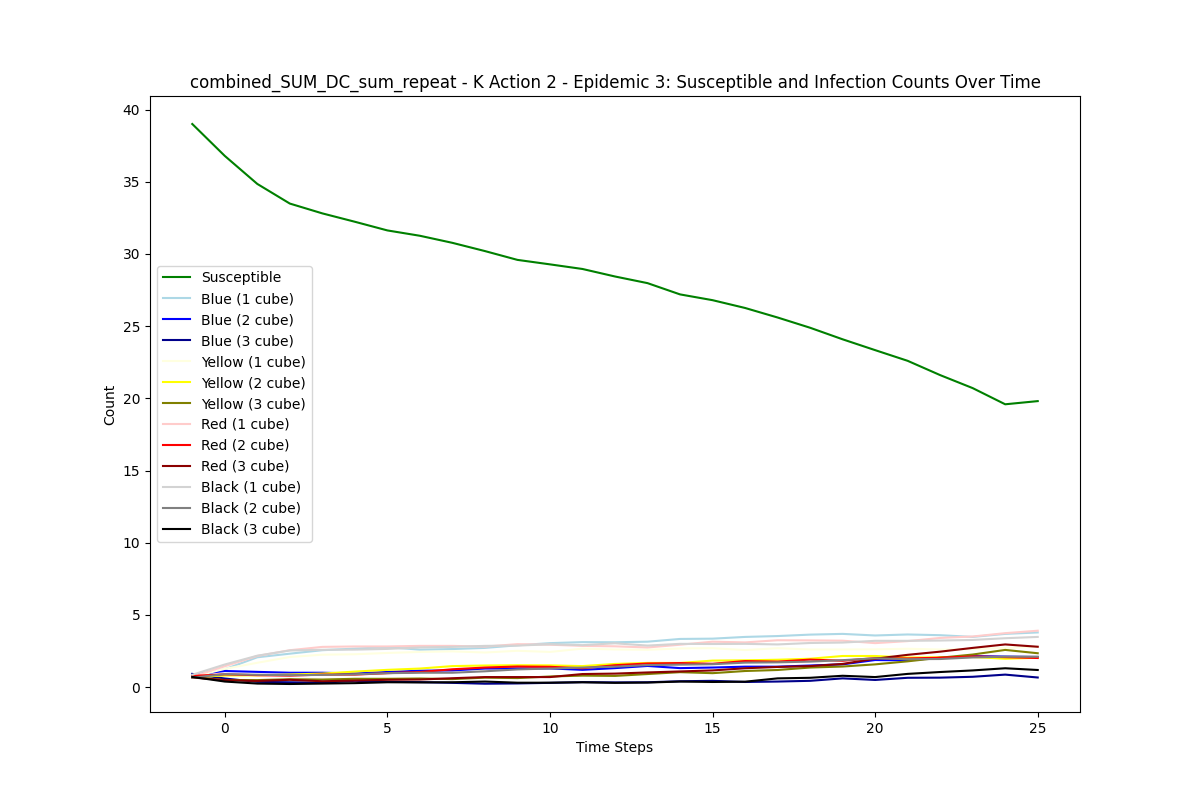 combined_SUM_DC_sum_repeat - K Action 2 - Epidemic 3: Susceptible and Infection Counts Over Time
40
35
30
25
20
15
10
5
0
Count
Susceptible
Blue (1 cube)
Blue (2 cube)
Blue (3 cube)
Yellow (1 cube)
Yellow (2 cube)
Yellow (3 cube)
Red (1 cube)
Red (2 cube)
Red (3 cube)
Black (1 cube)
Black (2 cube)
Black (3 cube)
0 5 10 15 20 25
Time Steps